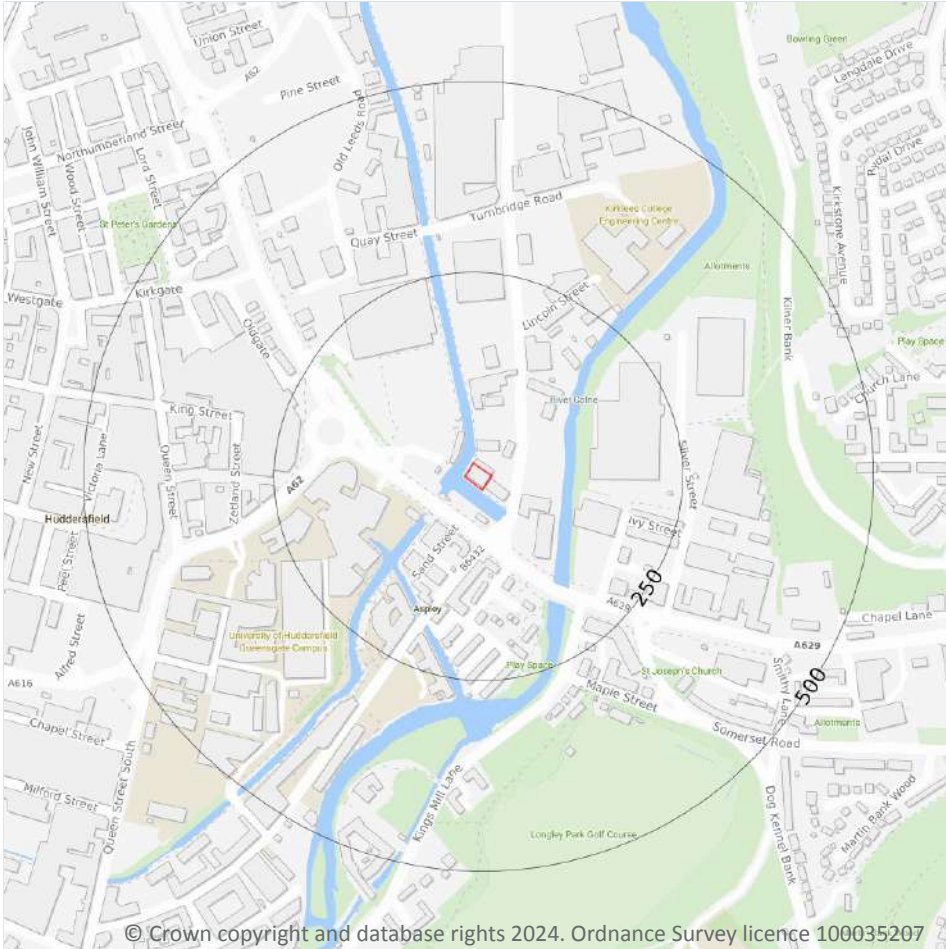 Union Street
A62
Pine Street
Old Leeds Road
Bowling Green
Langdale Drive
Rydal Drive
Northumberland Street
John William Street
Wood Street
Lord Street
St Peter's Gardens
Turnbridge Road
Kirklees College
Engineering Centre
Kirkstone Avenue
Quay Street
Allotments
Westgate
Kirkgate
Oldgate
Lincoln Street
Kilner Bank
Play Space
Church Lane
River Colne
King Street
New Street
Victoria Lane
Queen Street
Zetland Street
A62
Silver Street
Huddersfield
Peel Street
Sand Street
Ivy Street
B6432
250
A629
Aspley
Chapel Lane
A629
University of Huddersfield
Queensgate Campus
Alfred Street
Play Space
St Joseph's Church
A616
Maple Street
Smithy Lane
500
Allotments
Chapel Street
Somerset Road
Queen Street South
Milford Street
Kings Mill Lane
Longley Park Golf Course
Dog Kennel Bank
Martin Bank Wood
© Crown copyright and database rights 2024. Ordnance Survey licence 100035207